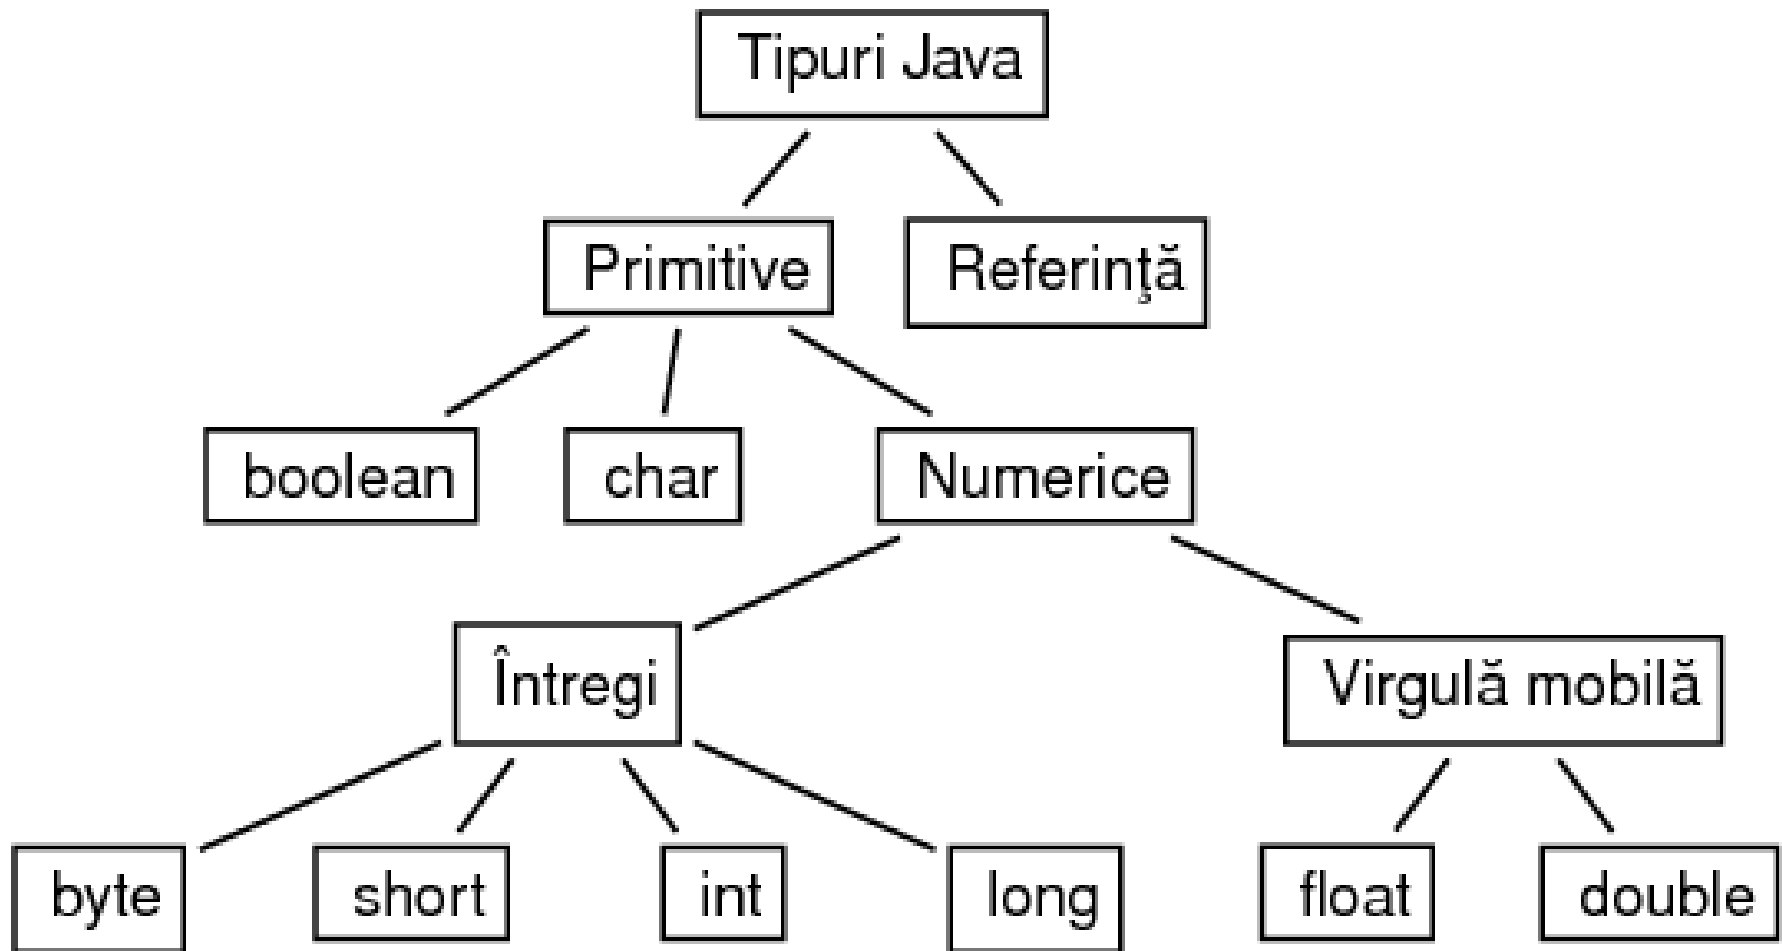 Tipuri Java
Primitive
Referinţă
boolean
char
Numerice
Întregi
Virgulă mobilă
byte
short
int
long
float
double